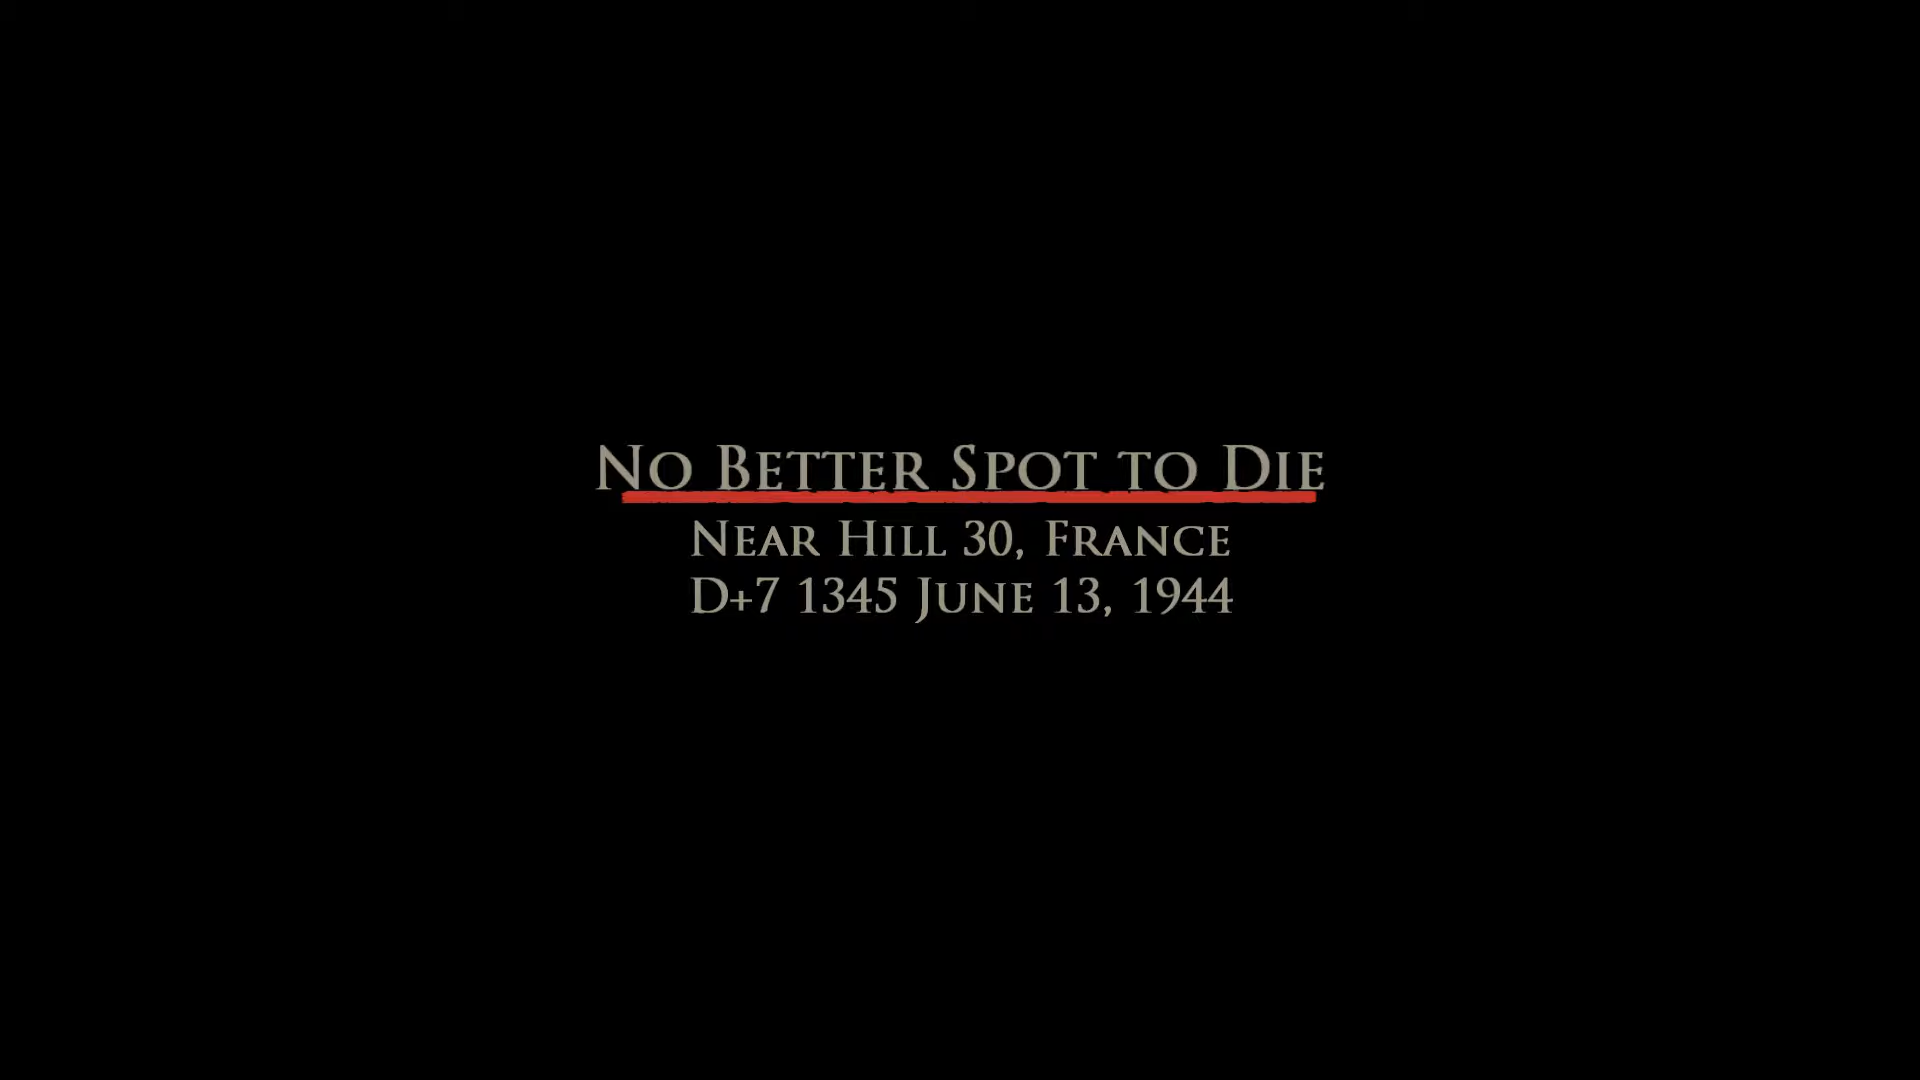 No Better Spot to Die
Near Hill 30, France
D+7 1345 June 13, 1944